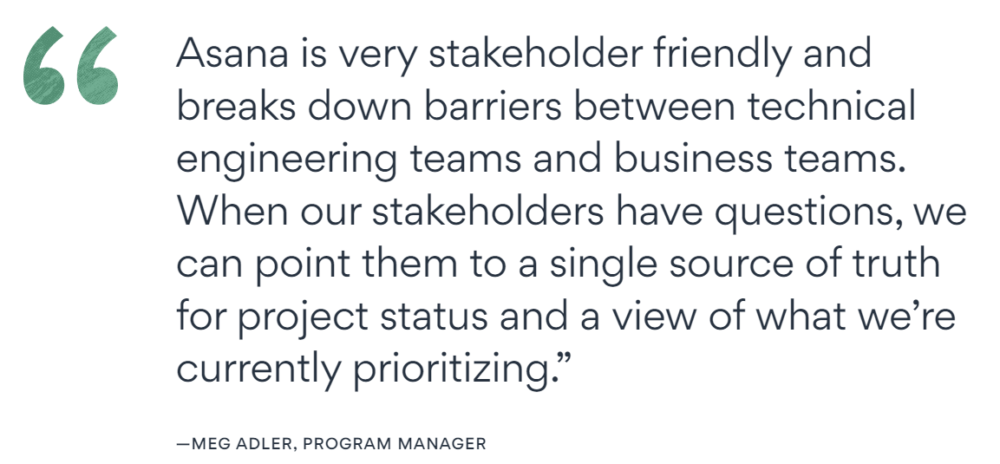 “
Asana is very stakeholder friendly and
breaks down barriers between technical
engineering teams and business teams.
When our stakeholders have questions, we
can point them to a single source of truth
for project status and a view of what we’re
currently prioritizing.”
—MEG ADLER, PROGRAM MANAGER